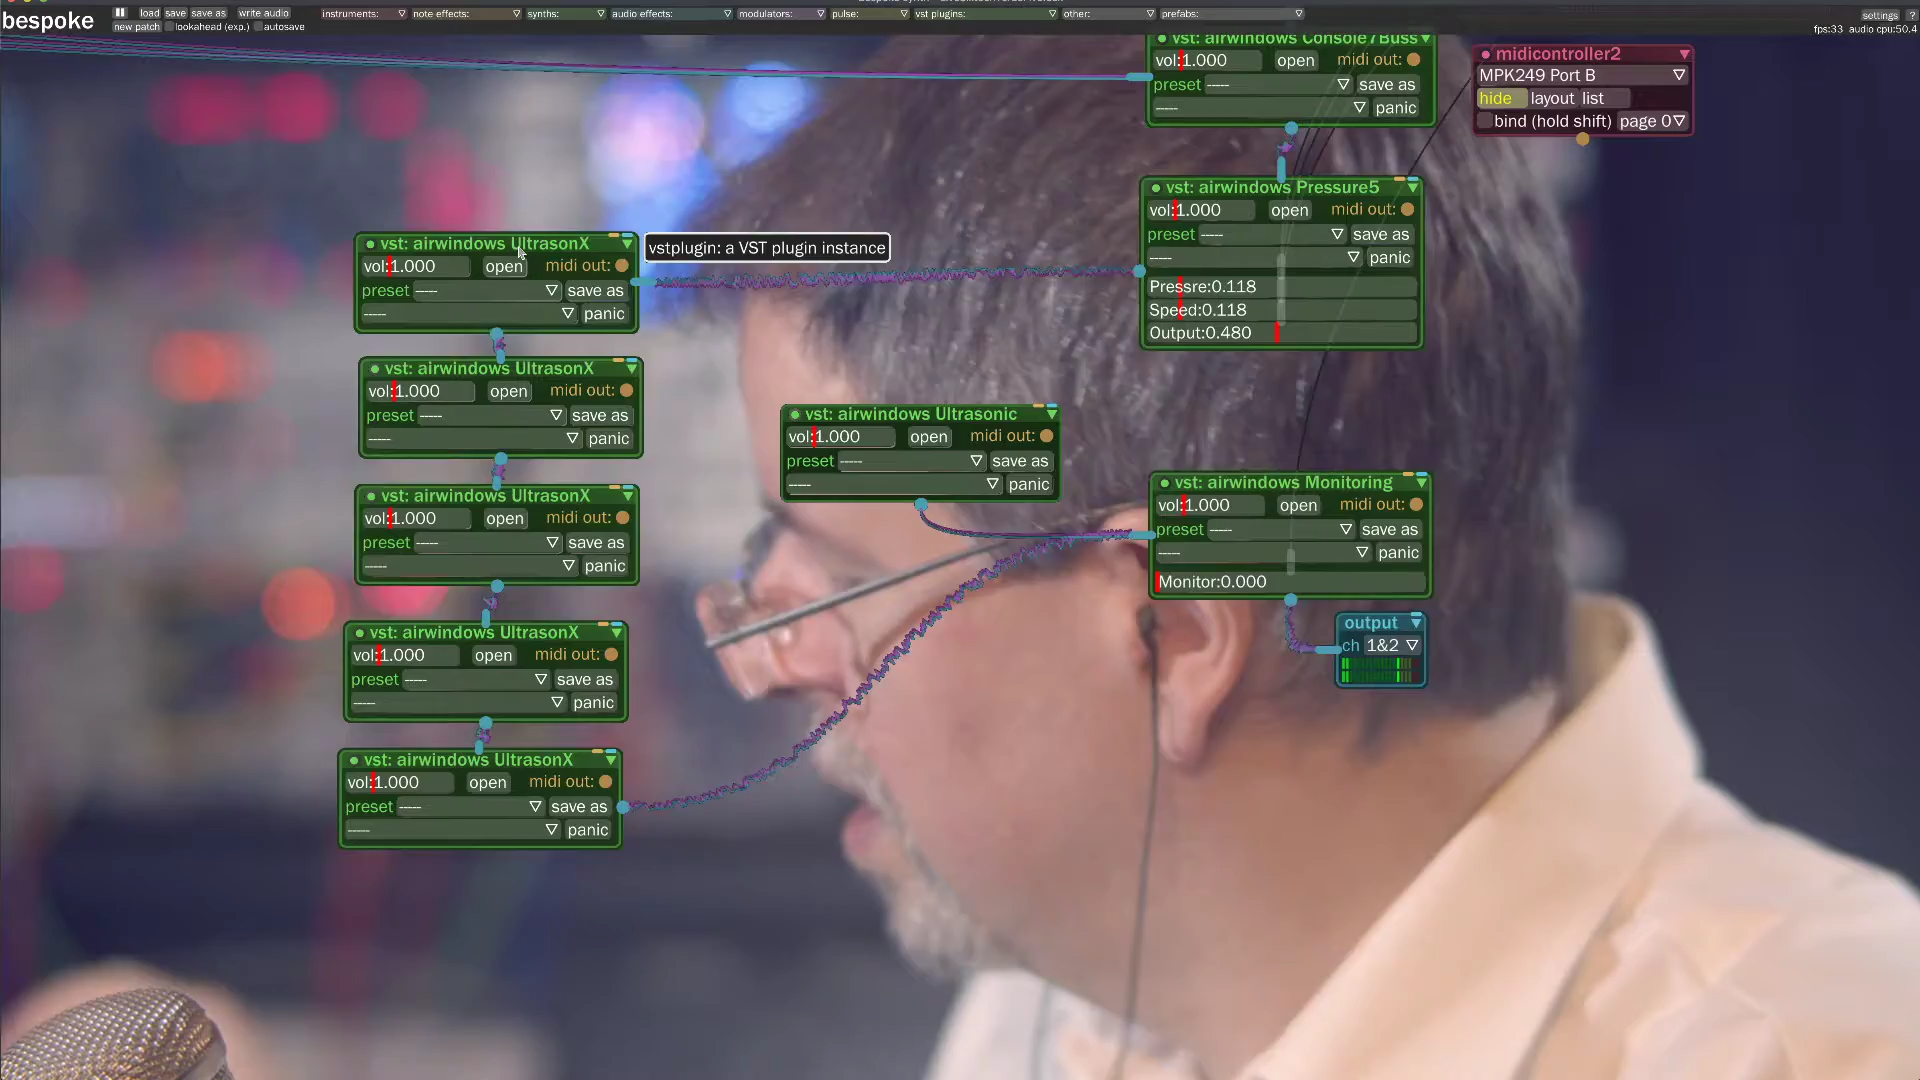 bespoke
load save save as write audio
new patch lookahead (exp.) autosave
instruments: note effects: synths: audio effects: modulators: pulse: vst plugins: other: prefabs:
settings ?
fps:33 audio cpu:50.4
vst: airwindows Console7Buss
vol:1.000 open midi out:
preset ----- save as
----- panic
midicontroller2
MPK249 Port B
hide layout list
bind (hold shift) page 0
vst: airwindows Pressure5
vol:1.000 open midi out:
preset ----- save as
----- panic
Pressre:0.118
Speed:0.118
Output:0.480
vst: airwindows UltrasonX
vol:1.000 open midi out:
preset ----- save as
----- panic
vstplugin: a VST plugin instance
vst: airwindows UltrasonX
vol:1.000 open midi out:
preset ----- save as
----- panic
vst: airwindows Ultrasonic
vol:1.000 open midi out:
preset ----- save as
----- panic
vst: airwindows UltrasonX
vol:1.000 open midi out:
preset ----- save as
----- panic
vst: airwindows Monitoring
vol:1.000 open midi out:
preset ----- save as
----- panic
Monitor:0.000
output
ch 1&2
vst: airwindows UltrasonX
vol:1.000 open midi out:
preset ----- save as
----- panic
vst: airwindows UltrasonX
vol:1.000 open midi out:
preset ----- save as
----- panic